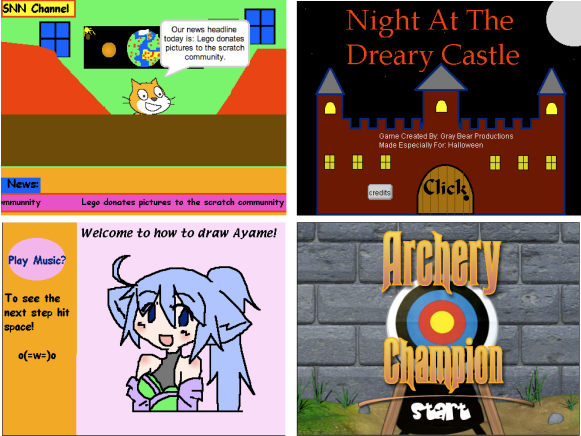 SNN Channel
Our news headline
today is: Lego donates
pictures to the scratch
community.
News:
ommunnity
Lego donates pictures to the scratch communnity
Night At The
Dreary Castle
Game Created By: Gray Bear Productions
Made Especially For: Halloween
credits
Click
Welcome to how to draw Ayame!
Play Music?
To see the
next step hit
space!
o(=w=)o
Archery
Champion
start